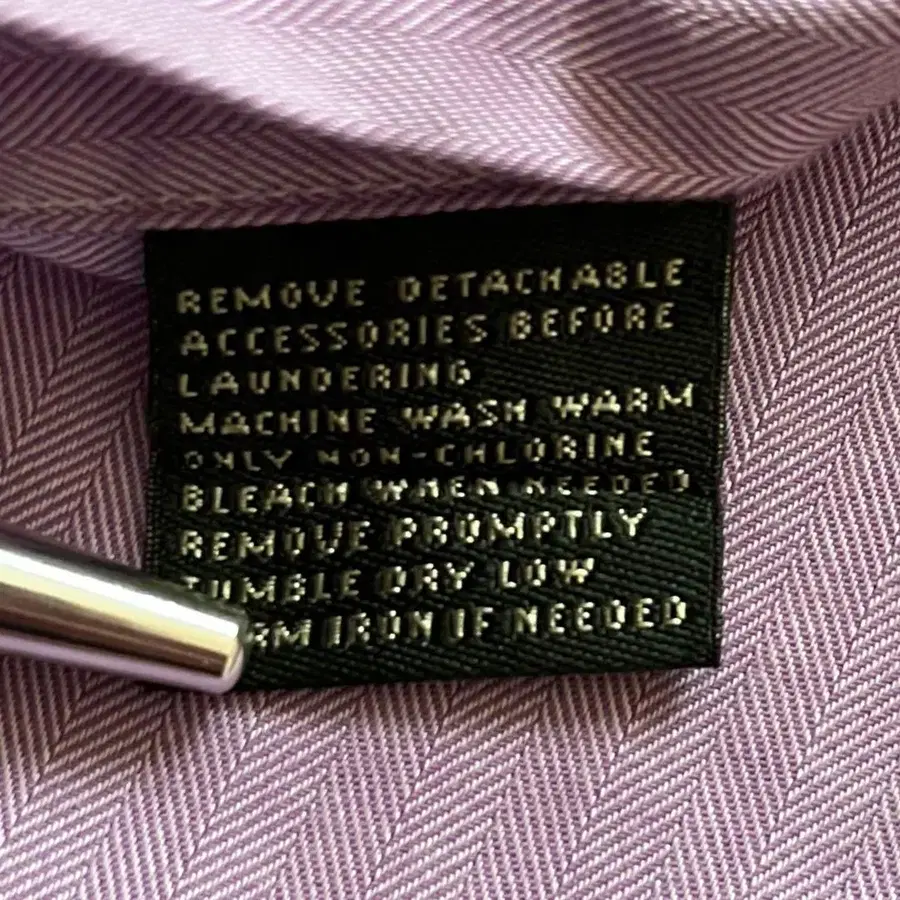 REMOVE DETACHABLE
ACCESSORIES BEFORE
LAUNDERING
MACHINE WASH WARM
ONLY NON-CHLORINE
BLEACH WHEN NEEDED
REMOVE PROMPTLY
TUMBLE DRY LOW
IRON IF NEEDED